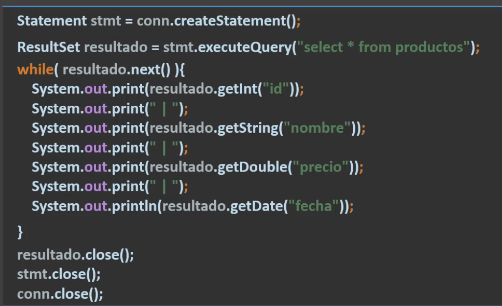 Statement stmt = conn.createStatement();
ResultSet resultado = stmt.executeQuery("select * from productos");
while( resultado.next() ){
System.out.print(resultado.getInt("id"));
System.out.print(" | ");
System.out.print(resultado.getString("nombre"));
System.out.print(" | ");
System.out.print(resultado.getDouble("precio"));
System.out.print(" | ");
System.out.println(resultado.getDate("fecha"));
}
resultado.close();
stmt.close();
conn.close();